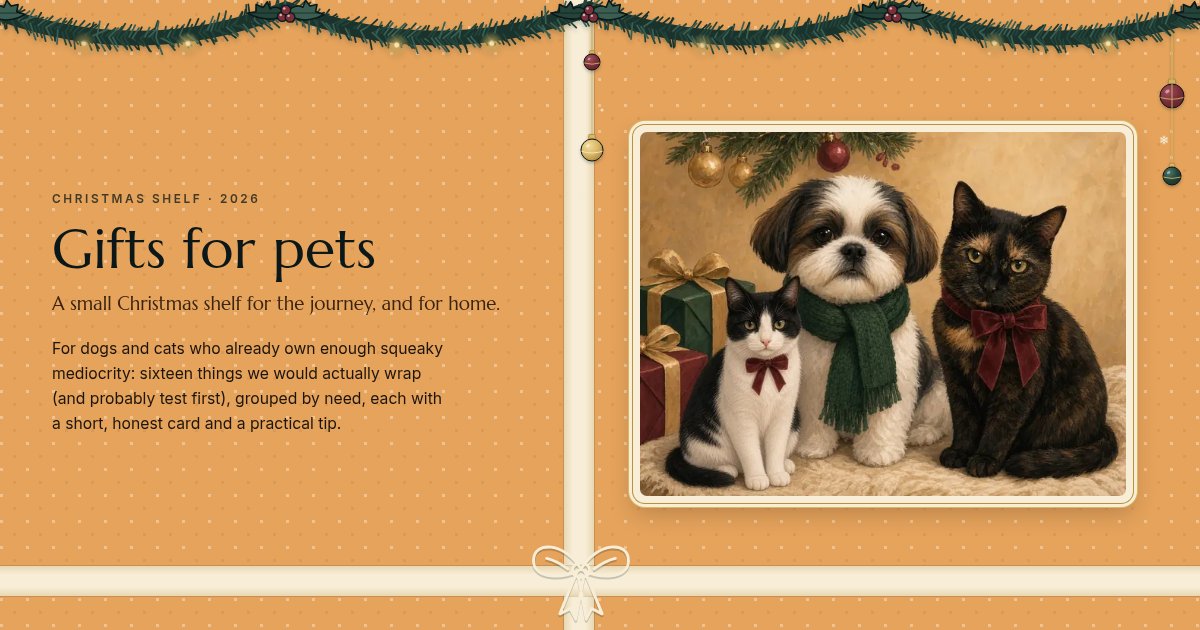 CHRISTMAS SHELF · 2026
Gifts for pets
A small Christmas shelf for the journey, and for home.
For dogs and cats who already own enough squeaky
mediocrity: sixteen things we would actually wrap
(and probably test first), grouped by need, each with
a short, honest card and a practical tip.